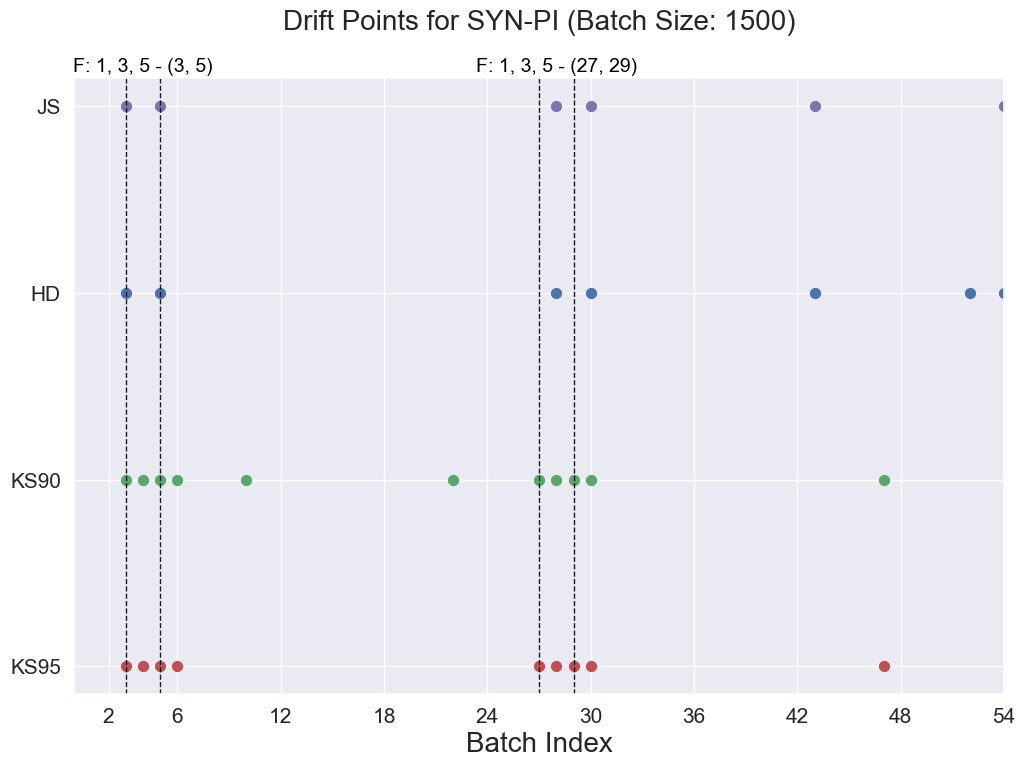 Drift Points for SYN-PI (Batch Size: 1500)
F: 1, 3, 5 - (3, 5)
F: 1, 3, 5 - (27, 29)
JS
HD
KS90
KS95
2 6 12 18 24 30 36 42 48 54
Batch Index